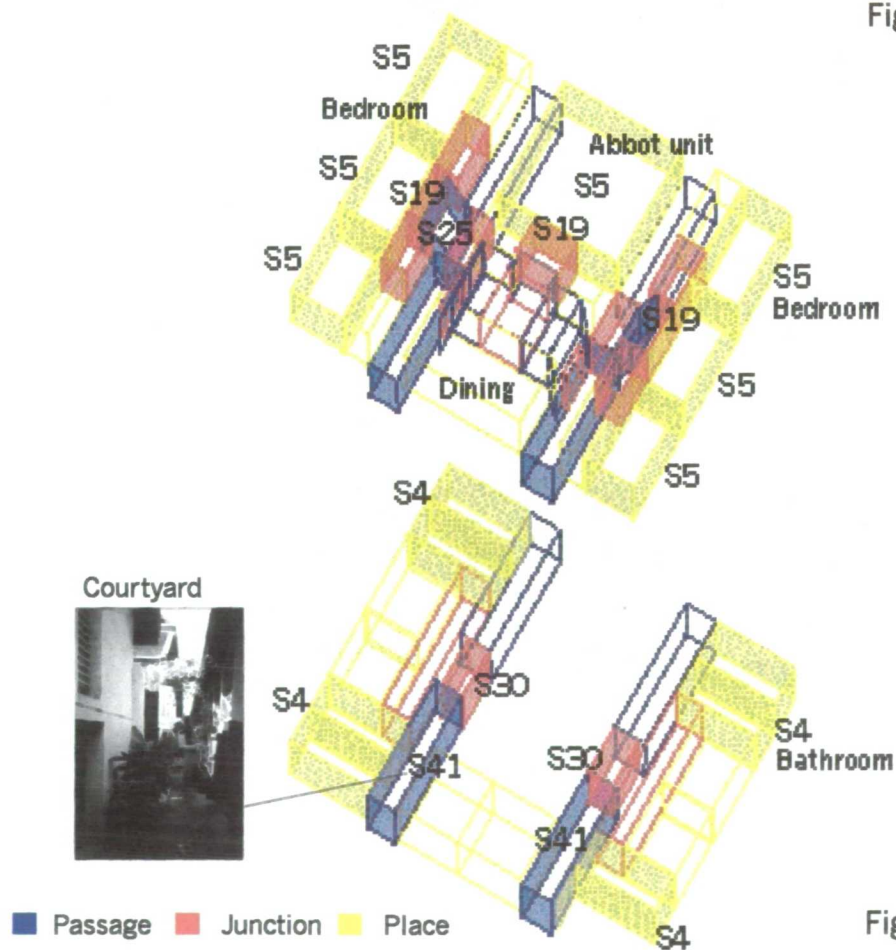 Fig
S5
Bedroom
Abbot unit
S5
S5
S19
S25
S19
S5
S5
Bedroom
S19
Dining
S5
S5
S4
Courtyard
S30
S4
S4
Bathroom
S30
S41
S41
S4
Passage Junction Place
Fig